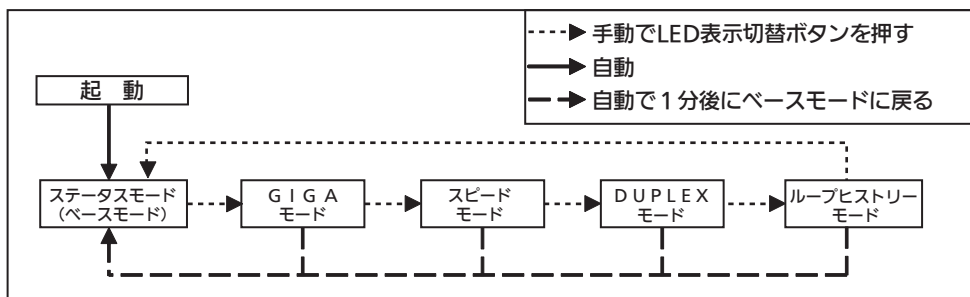 手動でLED表示切替ボタンを押す
自動
自動で1分後にベースモードに戻る
起 動
ステータスモード
(ベースモード)
GIGA
モード
スピード
モード
DUPLEX
モード
ループヒストリー
モード